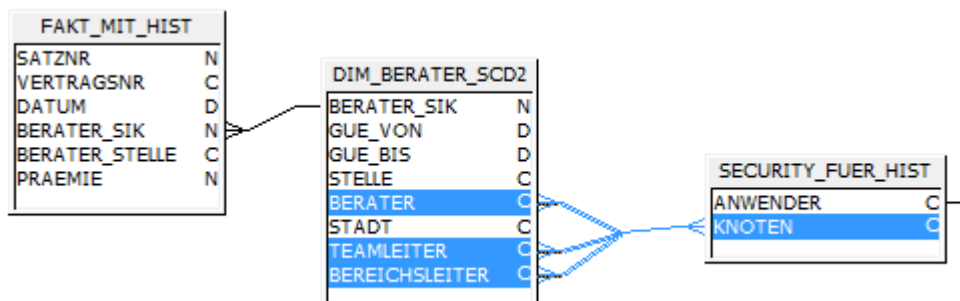 FAKT_MIT_HIST
SATZNR N
VERTRAGSNR C
DATUM D
BERATER_SIK N
BERATER_STELLE C
PRAEMIE N
DIM_BERATER_SCD2
BERATER_SIK N
GUE_VON D
GUE_BIS D
STELLE C
BERATER C
STADT C
TEAMLEITER C
BEREICHSLEITER C
SECURITY_FUER_HIST
ANWENDER C
KNOTEN C